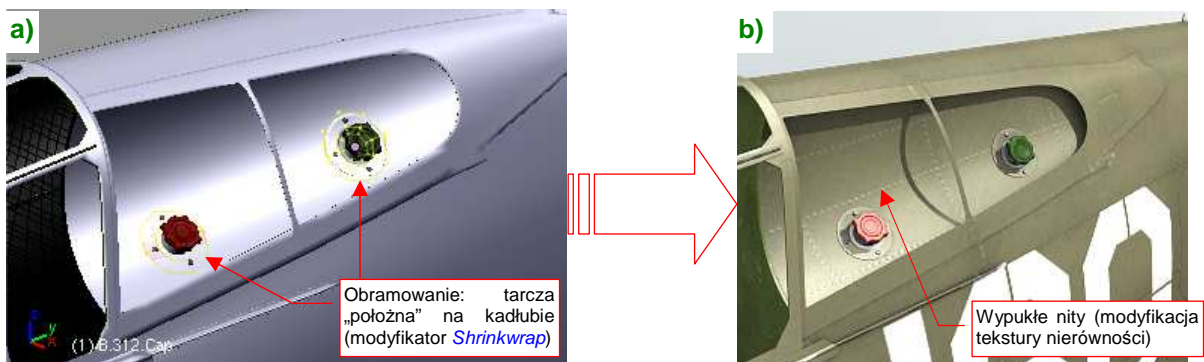 a)
b)
Obramowanie: tarcza
„położna” na kadłubie
(modyfikator Shrinkwrap)
(1) B.312.Cap
Wypukłe nity (modyfikacja
tekstury nierówności)